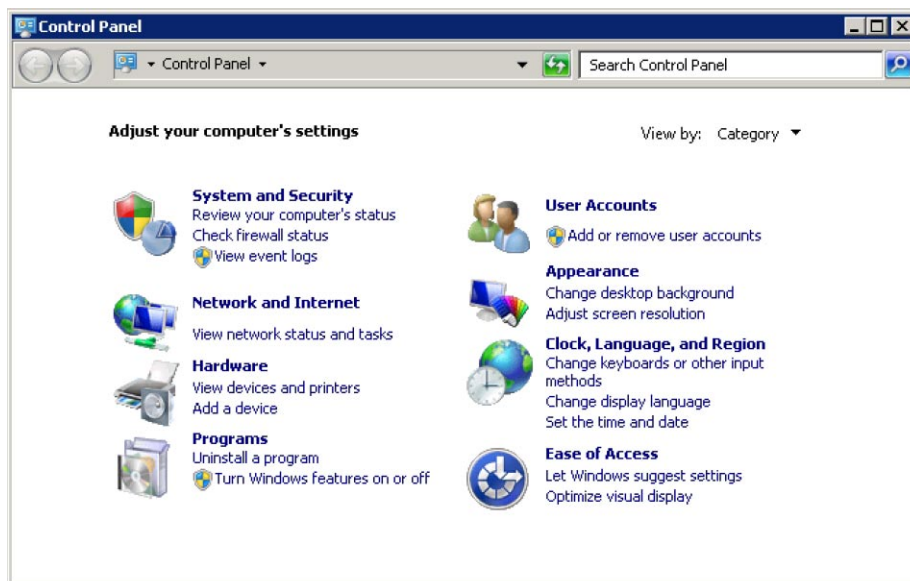 Control Panel
Control Panel
Search Control Panel
Adjust your computer's settings
View by: Category
System and Security
Review your computer's status
Check firewall status
View event logs
Network and Internet
View network status and tasks
Hardware
View devices and printers
Add a device
Programs
Uninstall a program
Turn Windows features on or off
User Accounts
Add or remove user accounts
Appearance
Change desktop background
Adjust screen resolution
Clock, Language, and Region
Change keyboards or other input
methods
Change display language
Set the time and date
Ease of Access
Let Windows suggest settings
Optimize visual display